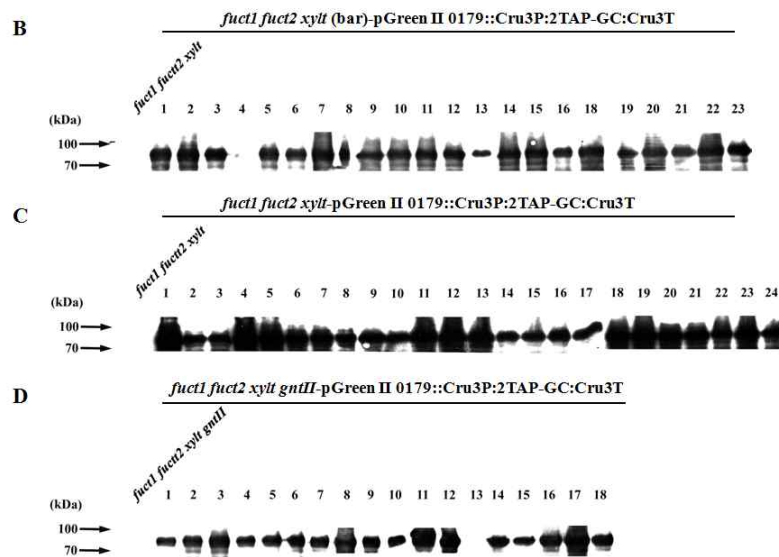 B
fuct1 fuct2 xylt (bar)-pGreen II 0179::Cru3P:2TAP-GC:Cru3T
fuct1 fuctt2 xylt
1 2 3 4 5 6 7 8 9 10 11 12 13 14 15 16 18 19 20 21 22 23
(kDa)
100
70
C
fuct1 fuct2 xylt-pGreen II 0179::Cru3P:2TAP-GC:Cru3T
fuct1 fuctt2 xylt
1 2 3 4 5 6 7 8 9 10 11 12 13 14 15 16 17 18 19 20 21 22 23 24
(kDa)
100
70
D
fuct1 fuct2 xylt gntII-pGreen II 0179::Cru3P:2TAP-GC:Cru3T
fuct1 fuctt2 xylt gntII
1 2 3 4 5 6 7 8 9 10 11 12 13 14 15 16 17 18
(kDa)
100
70